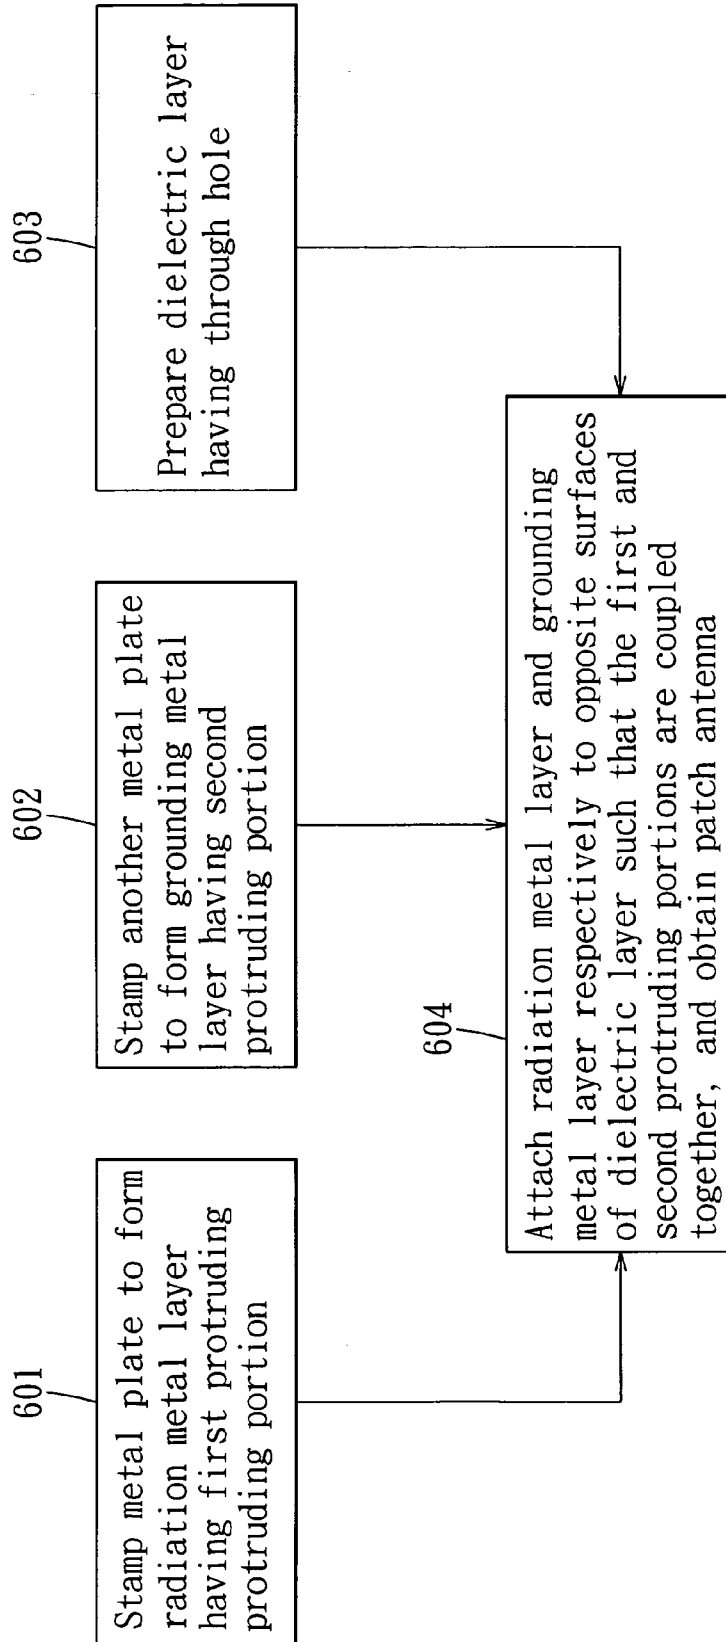 601
Stamp metal plate to form
radiation metal layer
having first protruding
protruding portion
602
Stamp another metal plate
to form grounding metal
layer having second
protruding portion
603
Prepare dielectric layer
having through hole
604
Attach radiation metal layer and grounding
metal layer respectively to opposite surfaces
of dielectric layer such that the first and
second protruding portions are coupled
together, and obtain patch antenna